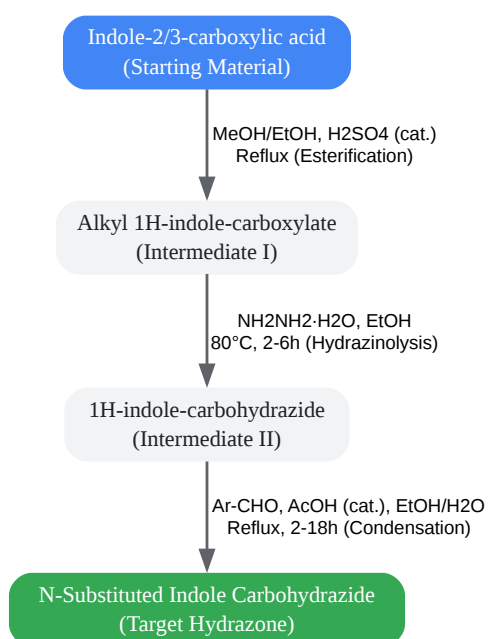 Indole-2/3-carboxylic acid
(Starting Material)
MeOH/EtOH, H2SO4 (cat.)
Reflux (Esterification)
Alkyl 1H-indole-carboxylate
(Intermediate I)
NH2NH2·H2O, EtOH
80°C, 2-6h (Hydrazinolysis)
1H-indole-carbohydrazide
(Intermediate II)
Ar-CHO, AcOH (cat.), EtOH/H2O
Reflux, 2-18h (Condensation)
N-Substituted Indole Carbohydrazide
(Target Hydrazone)